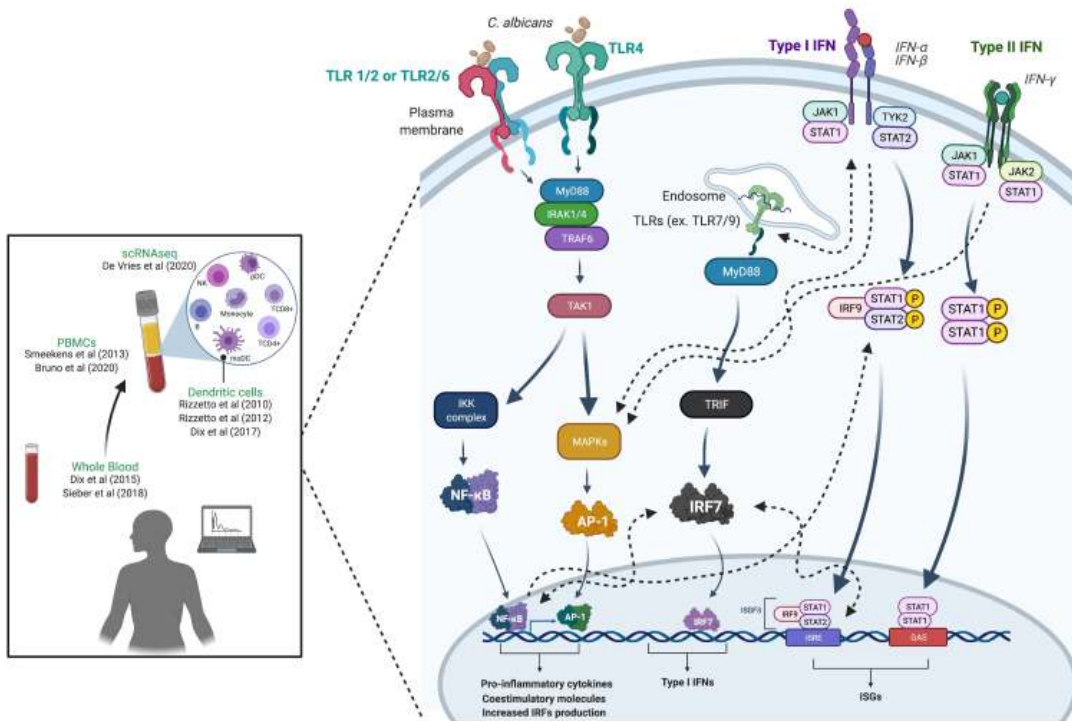 C. albicans
TLR4
TLR 1/2 or TLR2/6
Plasma
membrane
Type I IFN
IFN-α
IFN-β
Type II IFN
IFN-γ
JAK1
STAT1
TYK2
STAT2
JAK1
STAT1
JAK2
STAT1
MyD88
IRAK1/4
TRAF6
TAK1
Endosome
TLRs (ex. TLR7/9)
MyD88
IRF9
STAT1
P
STAT2
P
STAT1
P
STAT1
P
IKK
complex
MAPKs
TRIF
NF-κB
AP-1
IRF7
NF-κB
AP-1
IRF7
ISGF3
IRF9
STAT1
STAT2
ISRE
STAT1
STAT1
GAS
Pro-inflammatory cytokines
Coestimulatory molecules
Increased IRFs production
Type I IFNs
ISGs
scRNAseq
De Vries et al (2020)
NK
pDC
B
Monocyte
TCD8+
TCD4+
moDC
PBMCs
Smeekens et al (2013)
Bruno et al (2020)
Dendritic cells
Rizzetto et al (2010)
Rizzetto et al (2012)
Dix et al (2017)
Whole Blood
Dix et al (2015)
Sieber et al (2018)